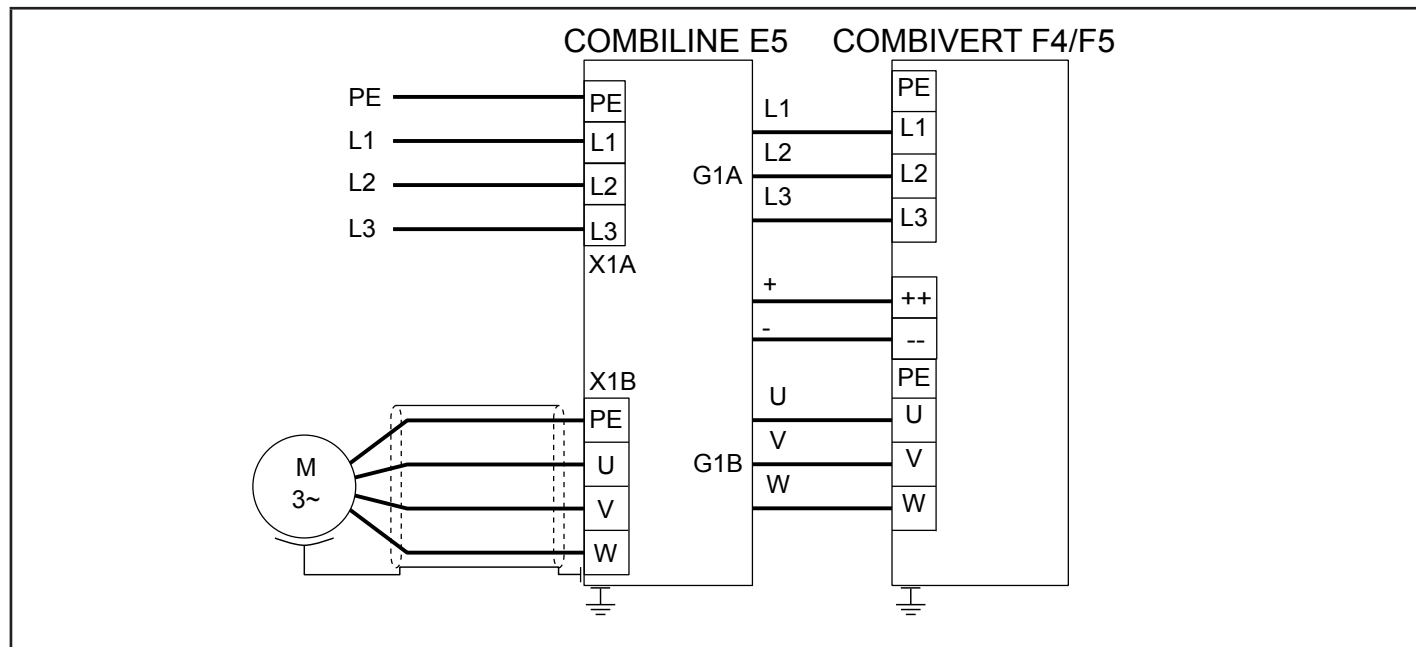 COMBILINE E5 COMBIVERT F4/F5
PE
L1
L2
L3
PE
L1
L2
L3
X1A
G1A
L1
L2
L3
PE
L1
L2
L3
+
-
++
--
X1B
PE
U
V
W
M
3~
G1B
U
V
W
PE
U
V
W